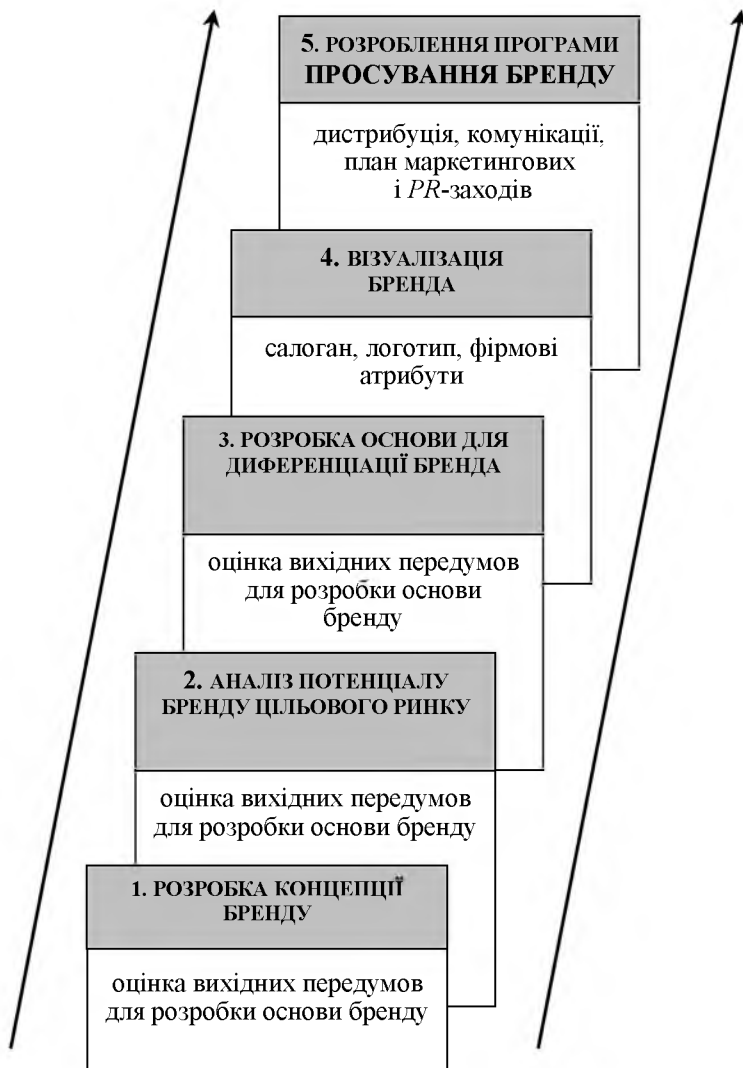 5. РОЗРОБЛЕННЯ ПРОГРАМИ
ПРОСУВАННЯ БРЕНДУ
дистрибуція, комунікації,
план маркетингових
і PR-заходів
4. ВІЗУАЛІЗАЦІЯ
БРЕНДА
салоган, логотип, фірмові
атрибути
3. РОЗРОБКА ОСНОВИ ДЛЯ
ДИФЕРЕНЦІАЦІЇ БРЕНДА
оцінка вихідних передумов
для розробки основи
бренду
2. АНАЛІЗ ПОТЕНЦІАЛУ
БРЕНДУ ЦІЛЬОВОГО РИНКУ
оцінка вихідних передумов
для розробки основи бренду
1. РОЗРОБКА КОНЦЕПЦІЇ
БРЕНДУ
оцінка вихідних передумов
для розробки основи бренду